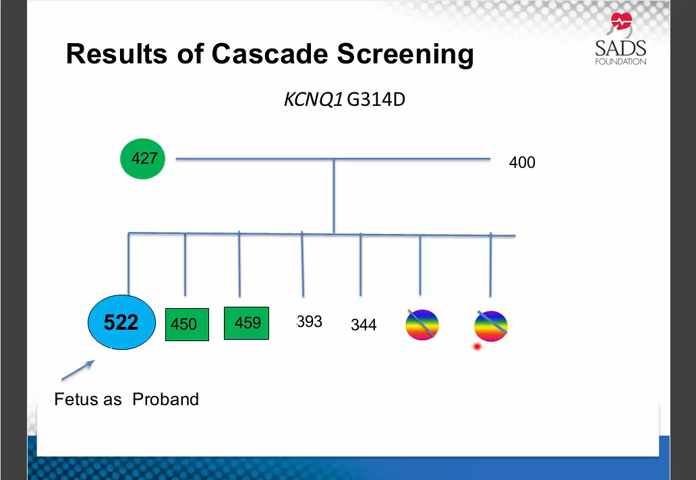 Results of Cascade Screening
SADS
FOUNDATION
KCNQ1 G314D
427
400
522
450
459
393
344
Fetus as Proband